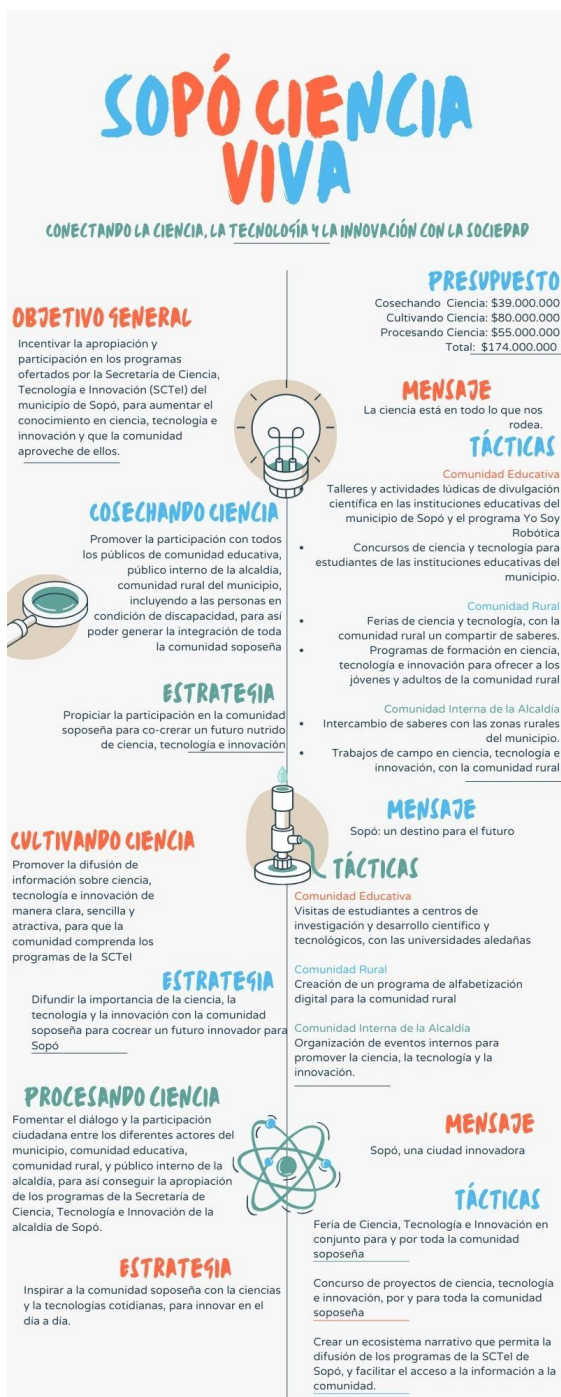 SOPÓ CIENCIA
VIVA
CONECTANDO LA CIENCIA, LA TECNOLOGÍA Y LA INNOVACIÓN CON LA SOCIEDAD
OBJETIVO GENERAL
Incentivar la apropiación y
participación en los programas
ofertados por la Secretaría de Ciencia,
Tecnología e Innovación (SCTeI) del
municipio de Sopó, para aumentar el
conocimiento en ciencia, tecnología e
innovación y que la comunidad
aproveche de ellos.
PRESUPUESTO
Cosechando Ciencia: $39.000.000
Cultivando Ciencia: $80.000.000
Procesando Ciencia: $55.000.000
Total: $174.000.000
COSECHANDO CIENCIA
Promover la participación con todos
los públicos de comunidad educativa,
público interno de la alcaldía,
comunidad rural del municipio,
incluyendo a las personas en
condición de discapacidad, para así
poder generar la integración de toda
la comunidad soposeña
ESTRATEGIA
Propiciar la participación en la comunidad
soposeña para co-crerar un futuro nutrido
de ciencia, tecnología e innovación
MENSAJE
La ciencia está en todo lo que nos
rodea.
TÁCTICAS
Comunidad Educativa
Talleres y actividades lúdicas de divulgación
científica en las instituciones educativas del
municipio de Sopó y el programa Yo Soy
Robótica
• Concursos de ciencia y tecnología para
estudiantes de las instituciones educativas del
municipio.
Comunidad Rural
• Ferias de ciencia y tecnología, con la
comunidad rural un compartir de saberes.
• Programas de formación en ciencia,
tecnología e innovación para ofrecer a los
jóvenes y adultos de la comunidad rural
Comunidad Interna de la Alcaldía
• Intercambio de saberes con las zonas rurales
del municipio.
• Trabajos de campo en ciencia, tecnología e
innovación, con la comunidad rural
CULTIVANDO CIENCIA
Promover la difusión de
información sobre ciencia,
tecnología e innovación de
manera clara, sencilla y
atractiva, para que la
comunidad comprenda los
programas de la SCTeI
ESTRATEGIA
Difundir la importancia de la ciencia, la
tecnología y la innovación con la comunidad
soposeña para cocrear un futuro innovador para
Sopó
MENSAJE
Sopó: un destino para el futuro
TÁCTICAS
Comunidad Educativa
Visitas de estudiantes a centros de
investigación y desarrollo científico y
tecnológicos, con las universidades aledañas
Comunidad Rural
Creación de un programa de alfabetización
digital para la comunidad rural
Comunidad Interna de la Alcaldía
Organización de eventos internos para
promover la ciencia, la tecnología y la
innovación.
PROCESANDO CIENCIA
Fomentar el diálogo y la participación
ciudadana entre los diferentes actores del
municipio, comunidad educativa,
comunidad rural, y público interno de la
alcaldía, para así conseguir la apropiación
de los programas de la Secretaría de
Ciencia, Tecnología e Innovación de la
alcaldía de Sopó.
ESTRATEGIA
Inspirar a la comunidad soposeña con la ciencias
y la tecnologías cotidianas, para innovar en el
día a día.
MENSAJE
Sopó, una ciudad innovadora
TÁCTICAS
Feria de Ciencia, Tecnología e Innovación en
conjunto para y por toda la comunidad
soposeña
Concurso de proyectos de ciencia, tecnología
e innovación, por y para toda la comunidad
soposeña
Crear un ecosistema narrativo que permita la
difusión de los programas de la SCTeI de
Sopó, y facilitar el acceso a la información a la
comunidad.